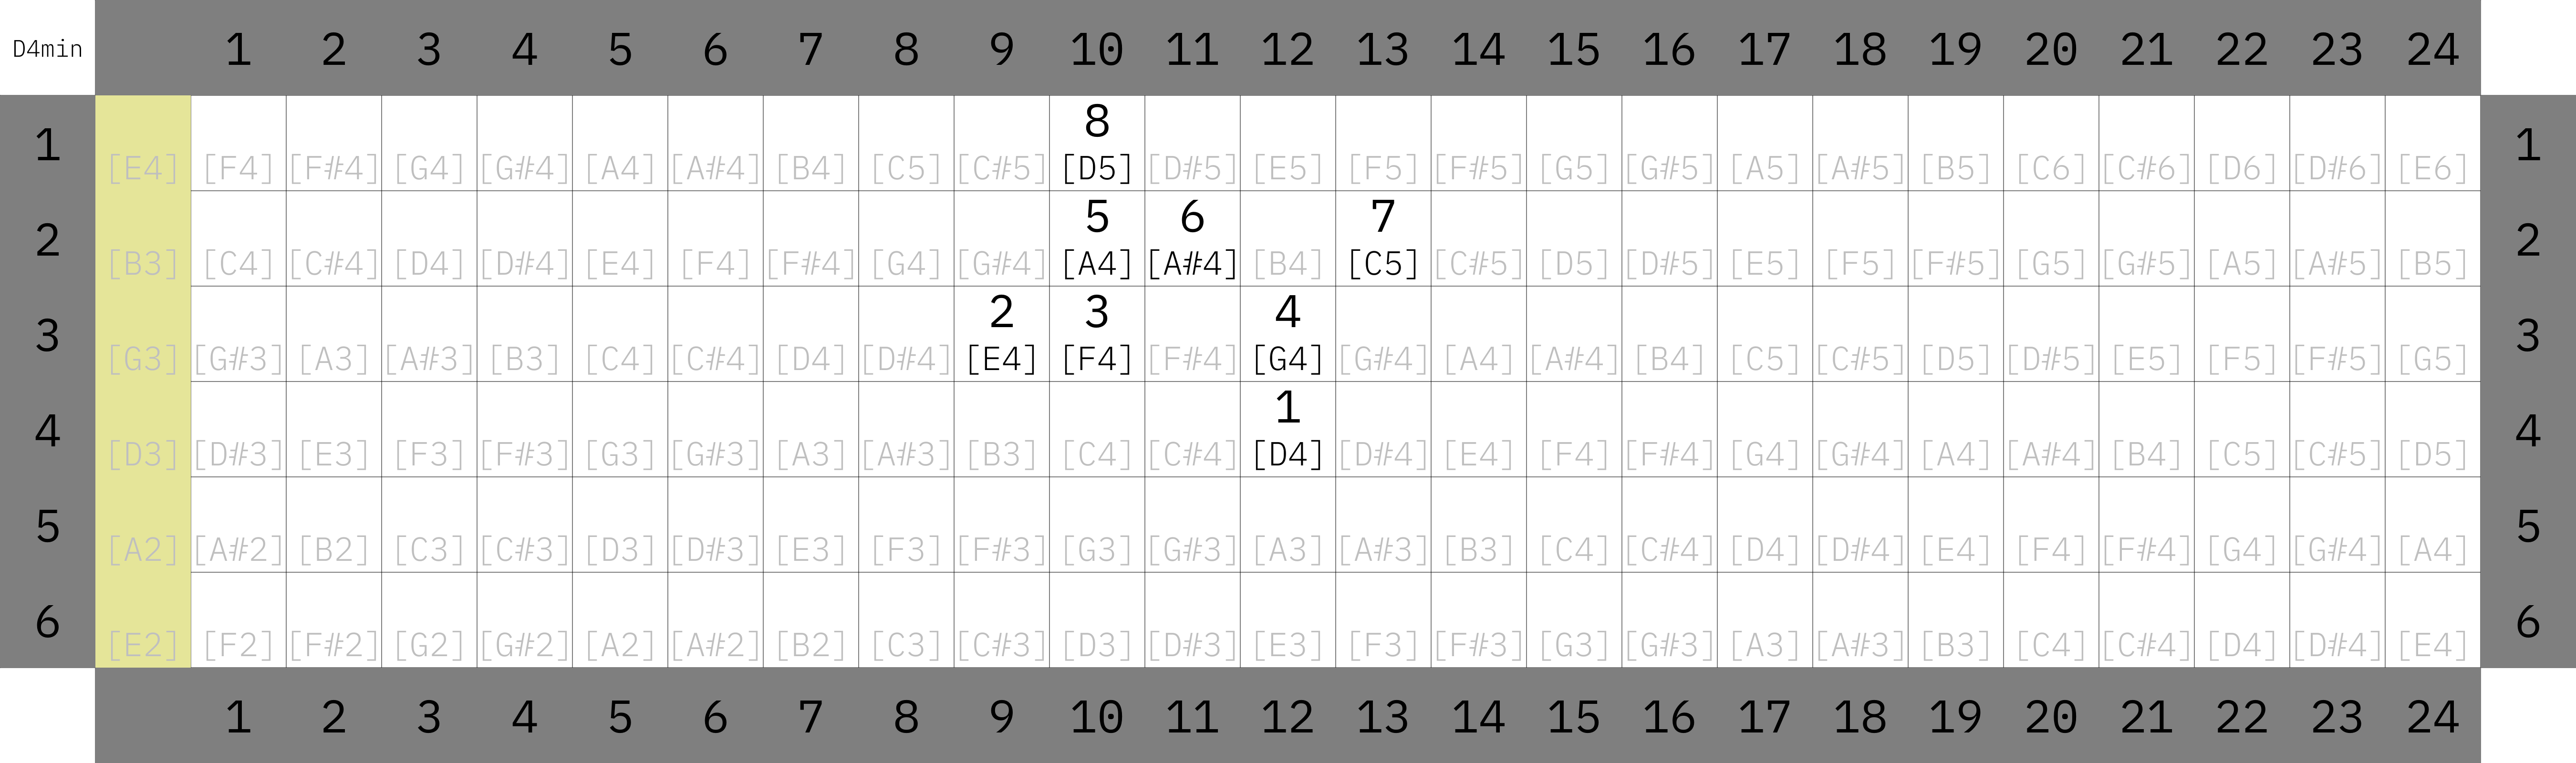 D4min 1 2 3 4 5 6 7 8 9 10 11 12 13 14 15 16 17 18 19 20 21 22 23 24
8
1 [E4] [F4] [F#4] [G4] [G#4] [A4] [A#4] [B4] [C5] [C#5] [D5] [D#5] [E5] [F5] [F#5] [G5] [G#5] [A5] [A#5] [B5] [C6] [C#6] [D6] [D#6] [E6] 1
5 6 7
2 [B3] [C4] [C#4] [D4] [D#4] [E4] [F4] [F#4] [G4] [G#4] [A4] [A#4] [B4] [C5] [C#5] [D5] [D#5] [E5] [F5] [F#5] [G5] [G#5] [A5] [A#5] [B5] 2
2 3 4
3 [G3] [G#3] [A3] [A#3] [B3] [C4] [C#4] [D4] [D#4] [E4] [F4] [F#4] [G4] [G#4] [A4] [A#4] [B4] [C5] [C#5] [D5] [D#5] [E5] [F5] [F#5] [G5] 3
1
4 [D3] [D#3] [E3] [F3] [F#3] [G3] [G#3] [A3] [A#3] [B3] [C4] [C#4] [D4] [D#4] [E4] [F4] [F#4] [G4] [G#4] [A4] [A#4] [B4] [C5] [C#5] [D5] 4
5 [A2] [A#2] [B2] [C3] [C#3] [D3] [D#3] [E3] [F3] [F#3] [G3] [G#3] [A3] [A#3] [B3] [C4] [C#4] [D4] [D#4] [E4] [F4] [F#4] [G4] [G#4] [A4] 5
6 [E2] [F2] [F#2] [G2] [G#2] [A2] [A#2] [B2] [C3] [C#3] [D3] [D#3] [E3] [F3] [F#3] [G3] [G#3] [A3] [A#3] [B3] [C4] [C#4] [D4] [D#4] [E4] 6
1 2 3 4 5 6 7 8 9 10 11 12 13 14 15 16 17 18 19 20 21 22 23 24